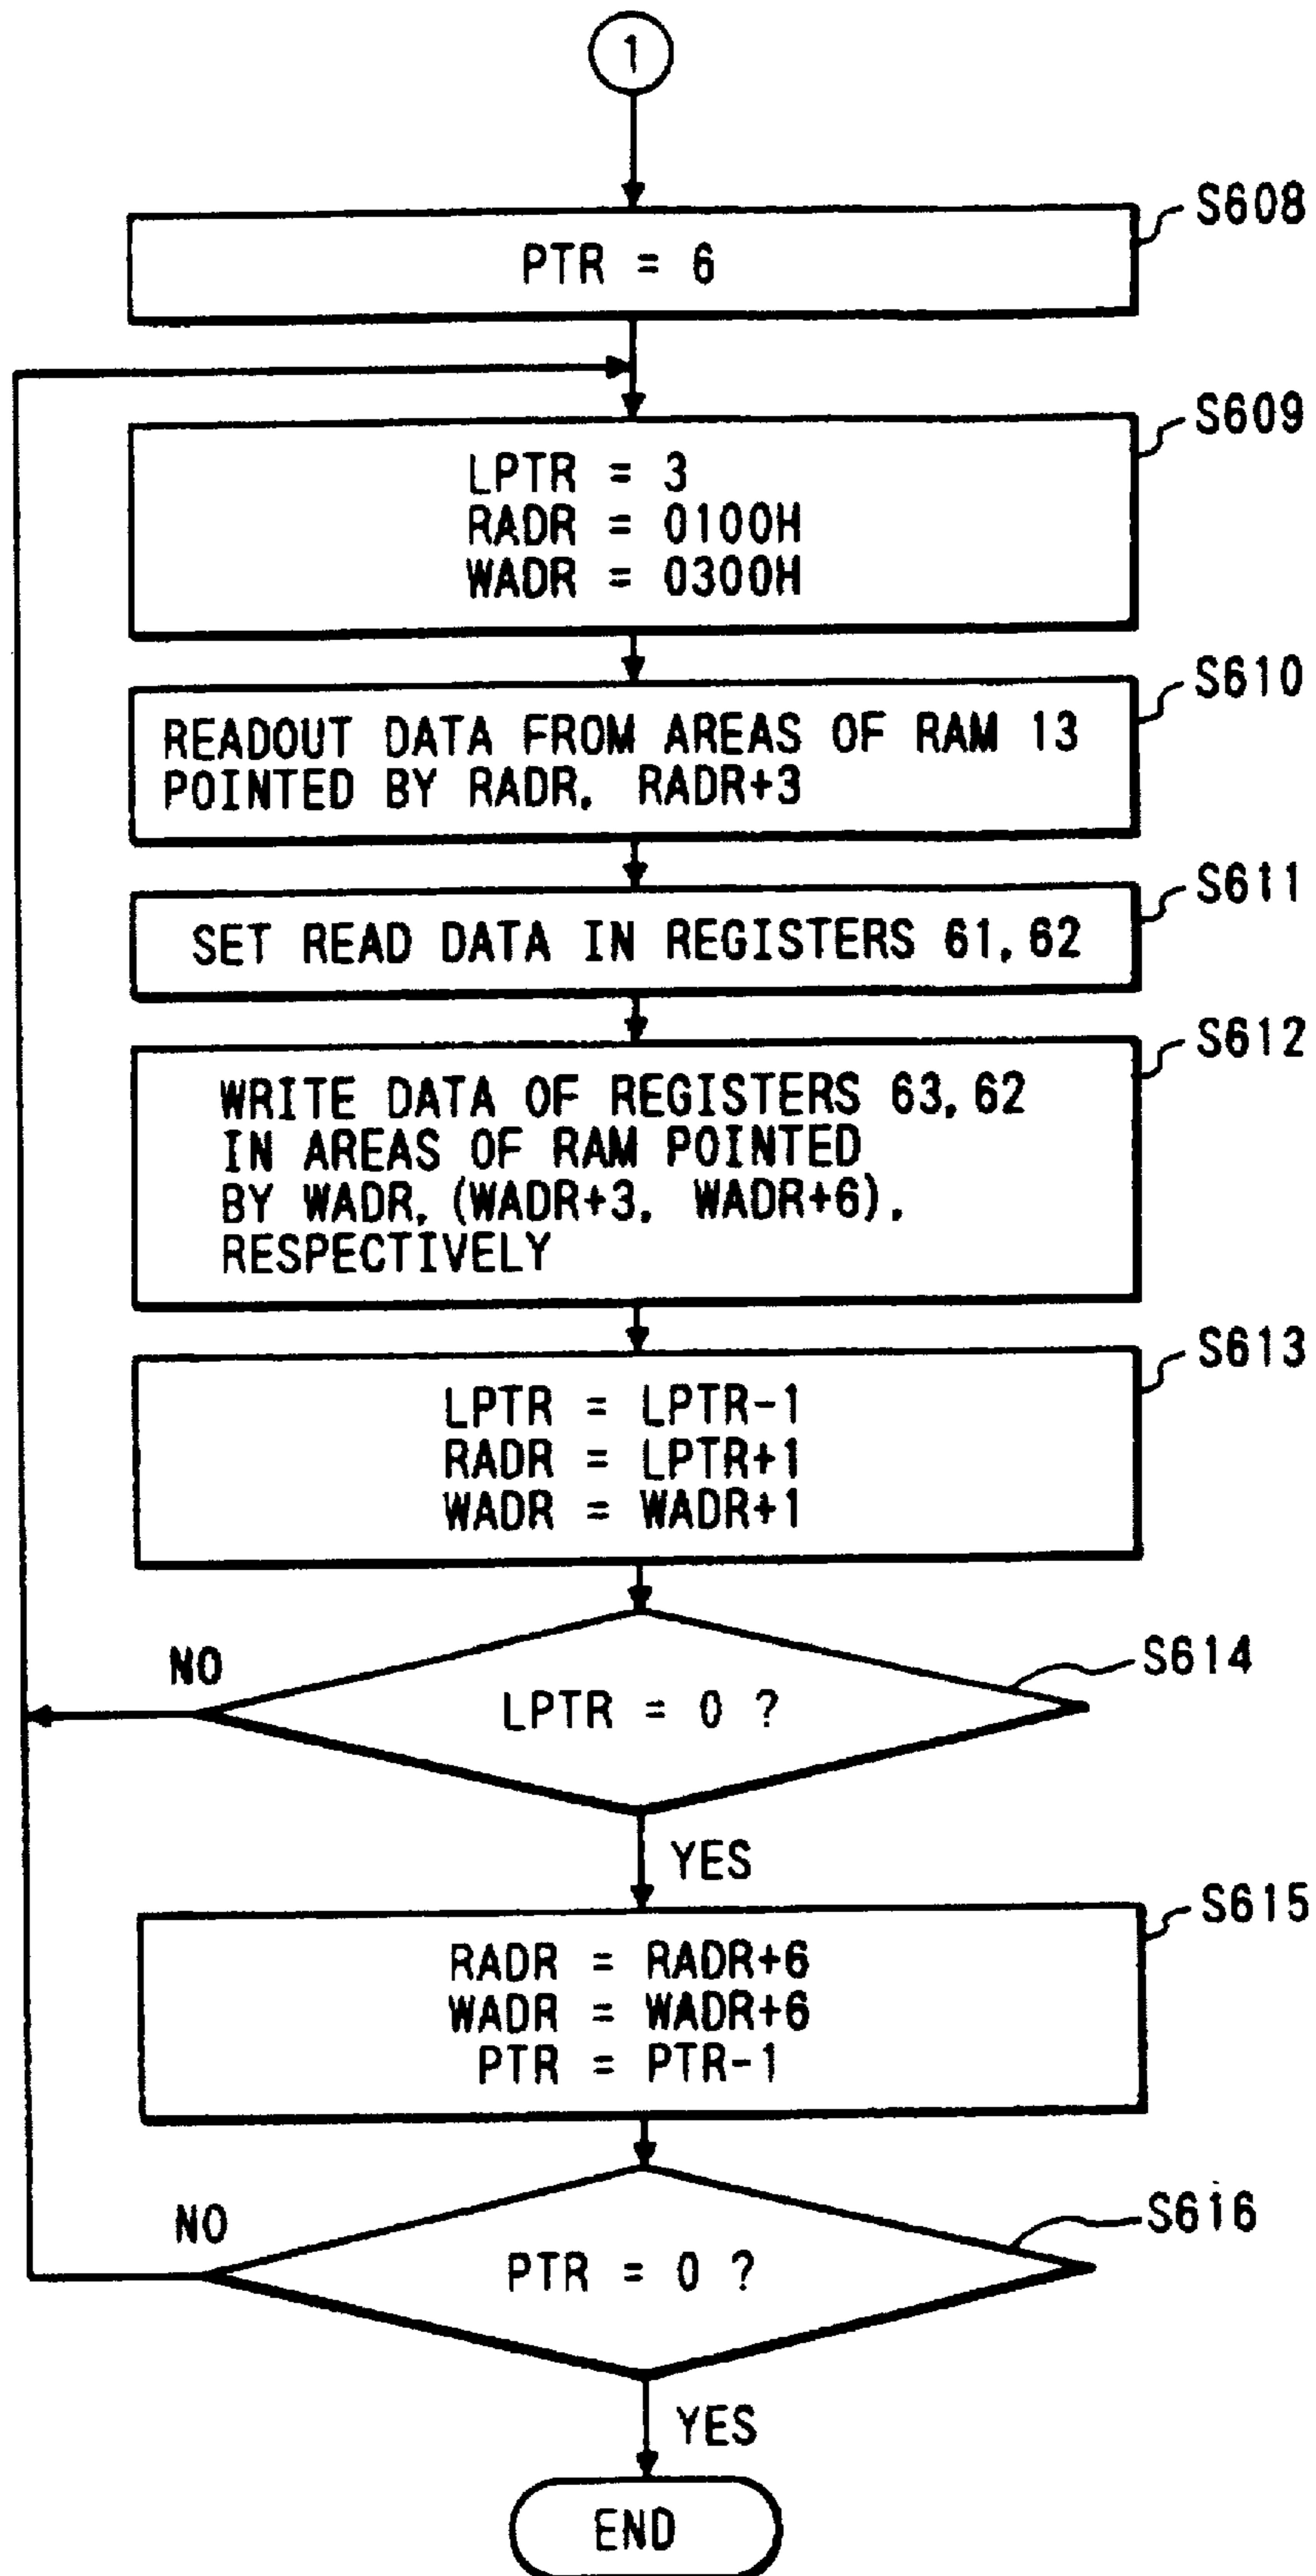 1
S608
PTR = 6
S609
LPTR = 3
RADR = 0100H
WADR = 0300H
S610
READOUT DATA FROM AREAS OF RAM 13
POINTED BY RADR, RADR+3
S611
SET READ DATA IN REGISTERS 61,62
S612
WRITE DATA OF REGISTERS 63,62
IN AREAS OF RAM POINTED
BY WADR, (WADR+3, WADR+6),
RESPECTIVELY
S613
LPTR = LPTR-1
RADR = LPTR+1
WADR = WADR+1
NO
S614
LPTR = 0 ?
YES
S615
RADR = RADR+6
WADR = WADR+6
PTR = PTR-1
NO
S616
PTR = 0 ?
YES
END